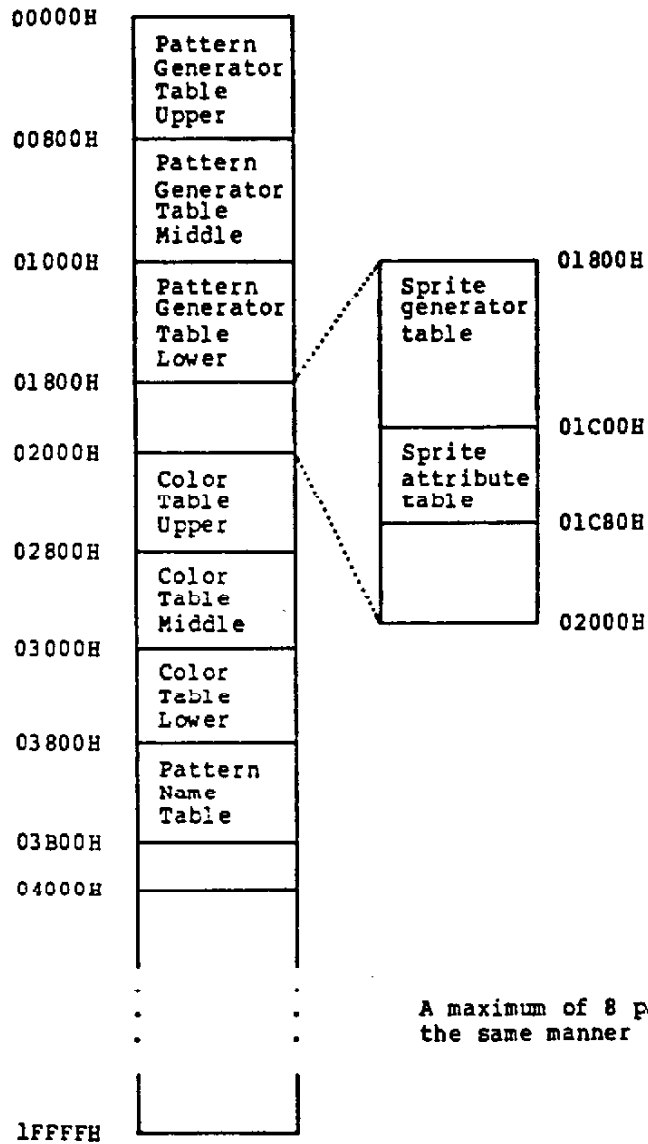 00000H
Pattern
Generator
Table
Upper
00800H
Pattern
Generator
Table
Middle
01000H
Pattern
Generator
Table
Lower
01800H
02000H
Color
Table
Upper
02800H
Color
Table
Middle
03000H
Color
Table
Lower
03800H
Pattern
Name
Table
03B00H
04000H
1FFFFH
01800H
Sprite
generator
table
01C00H
Sprite
attribute
table
01C80H
02000H
A maximum of 8
the same manner